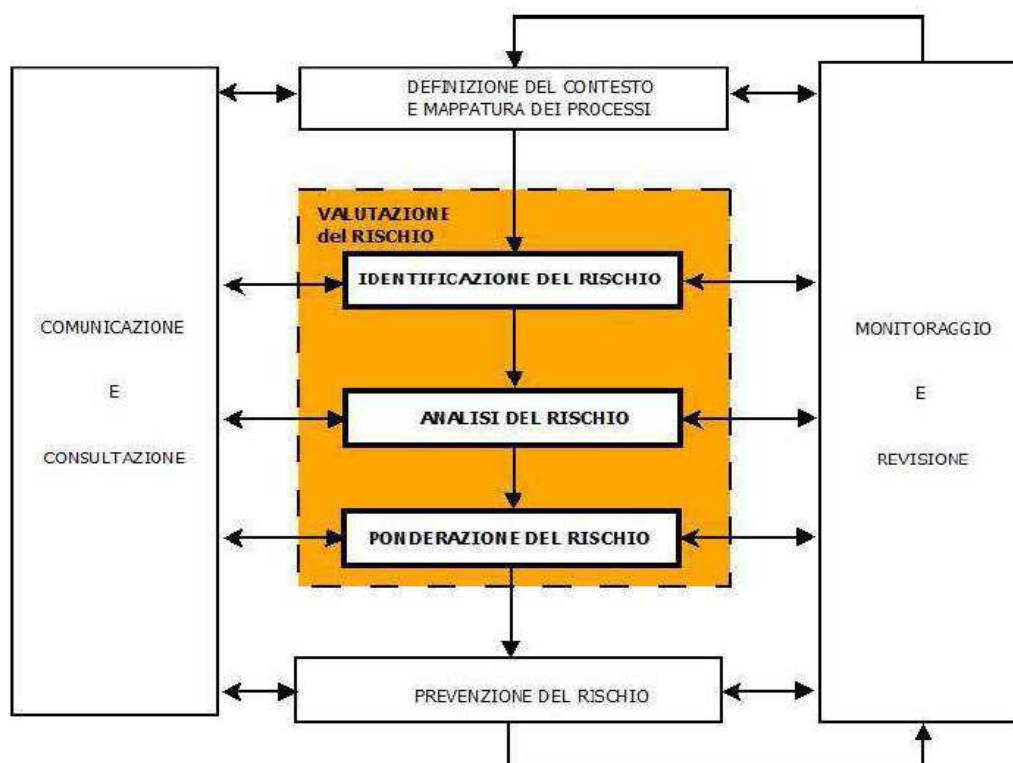 DEFINIZIONE DEL CONTESTO
E MAPPATURA DEI PROCESSI
VALUTAZIONE
del RISCHIO
IDENTIFICAZIONE DEL RISCHIO
COMUNICAZIONE
E
CONSULTAZIONE
ANALISI DEL RISCHIO
MONITORAGGIO
E
REVISIONE
PONDERAZIONE DEL RISCHIO
PREVENZIONE DEL RISCHIO